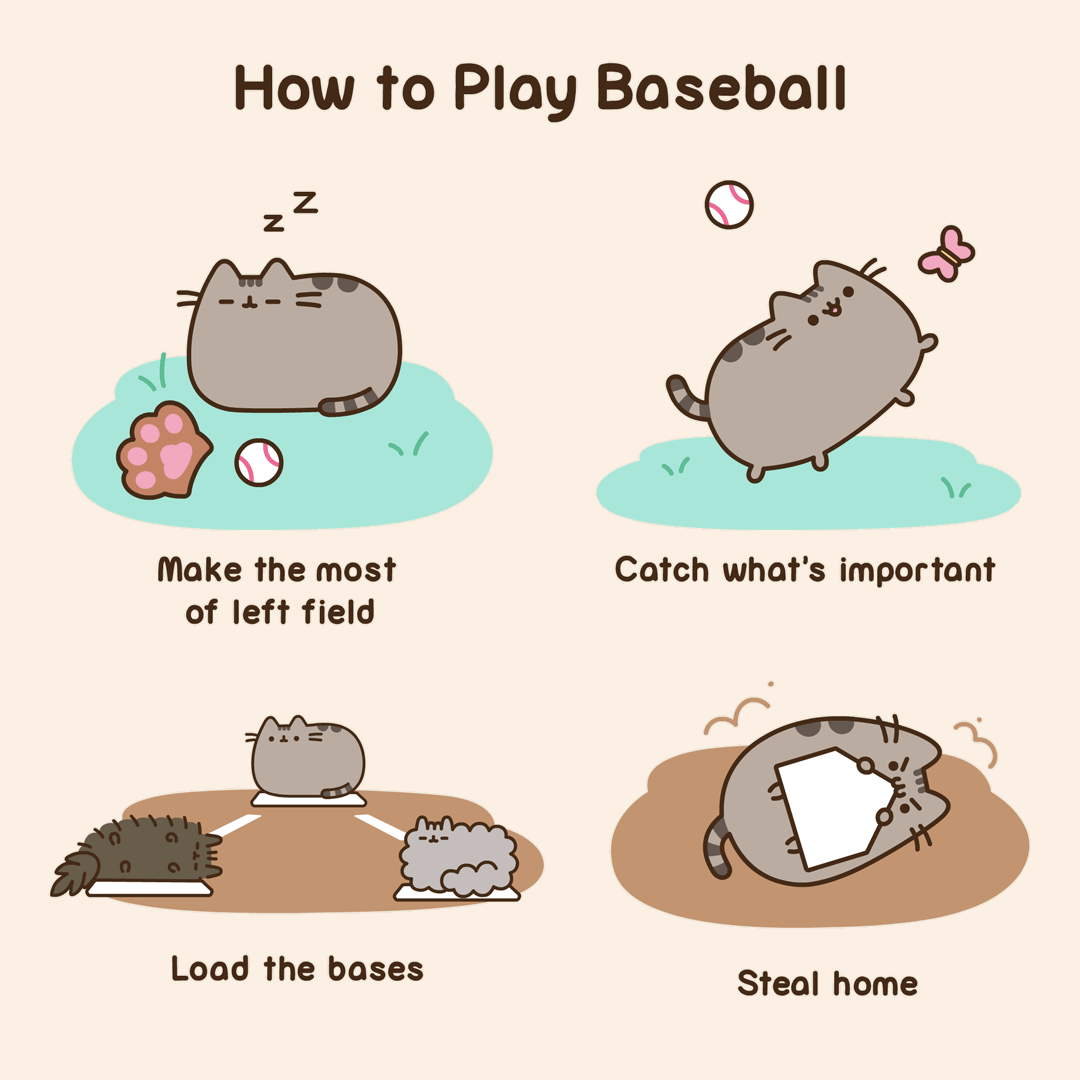 How to Play Baseball
z z
Make the most
of left field
Catch what's important
Load the bases
Steal home